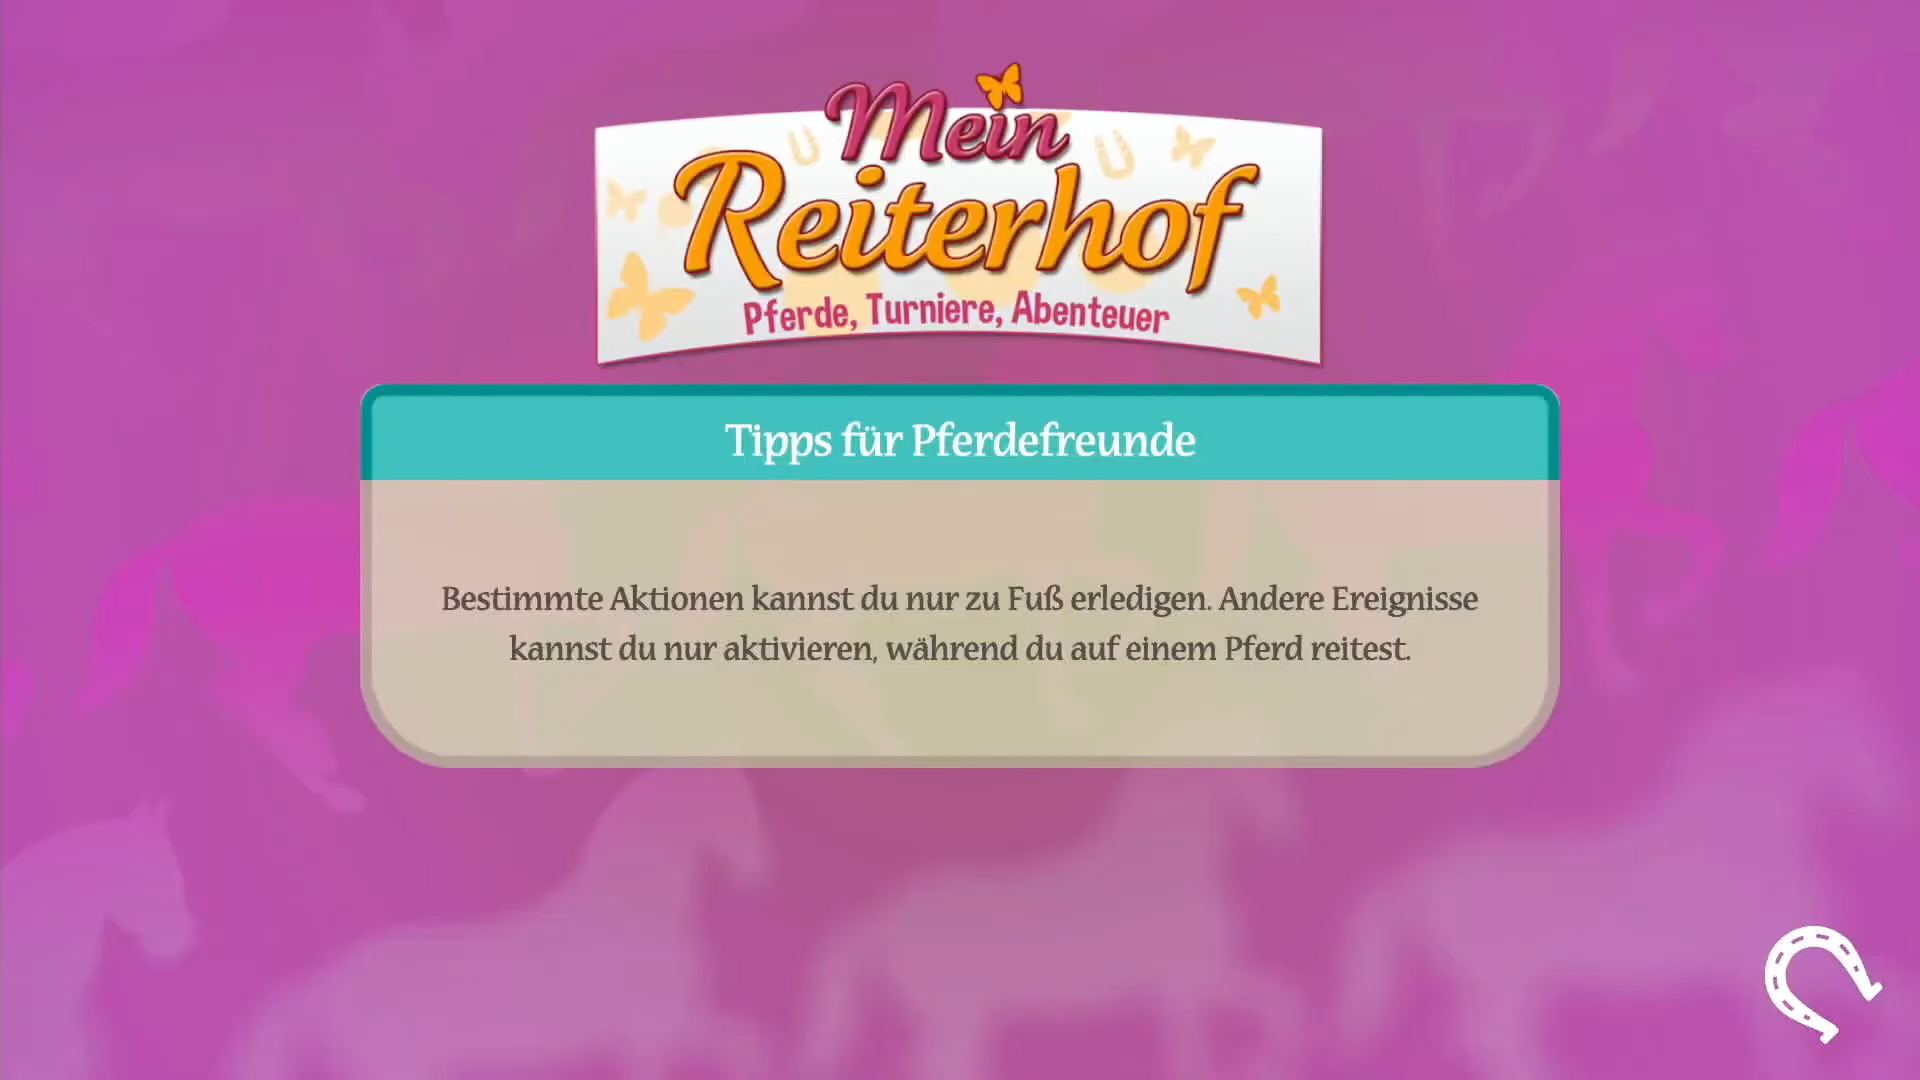 Mein
Reiterhof
Pferde, Turniere, Abenteuer
Tipps für Pferdefreunde
Bestimmte Aktionen kannst du nur zu Fuß erledigen. Andere Ereignisse
kannst du nur aktivieren, während du auf einem Pferd reitest.